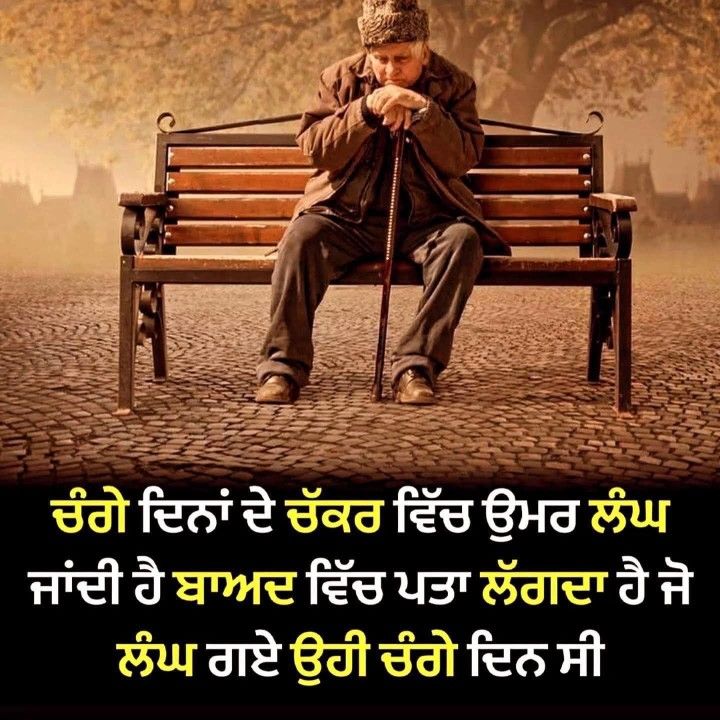 ਚੰਗੇ ਦਿਨਾਂ ਦੇ ਚੱਕਰ ਵਿੱਚ ਉਮਰ ਲੰਘ
ਜਾਂਦੀ ਹੈ ਬਾਅਦ ਵਿੱਚ ਪਤਾ ਲੱਗਦਾ ਹੈ ਜੋ
ਲੰਘ ਗਏ ਉਹੀ ਚੰਗੇ ਦਿਨ ਸੀ